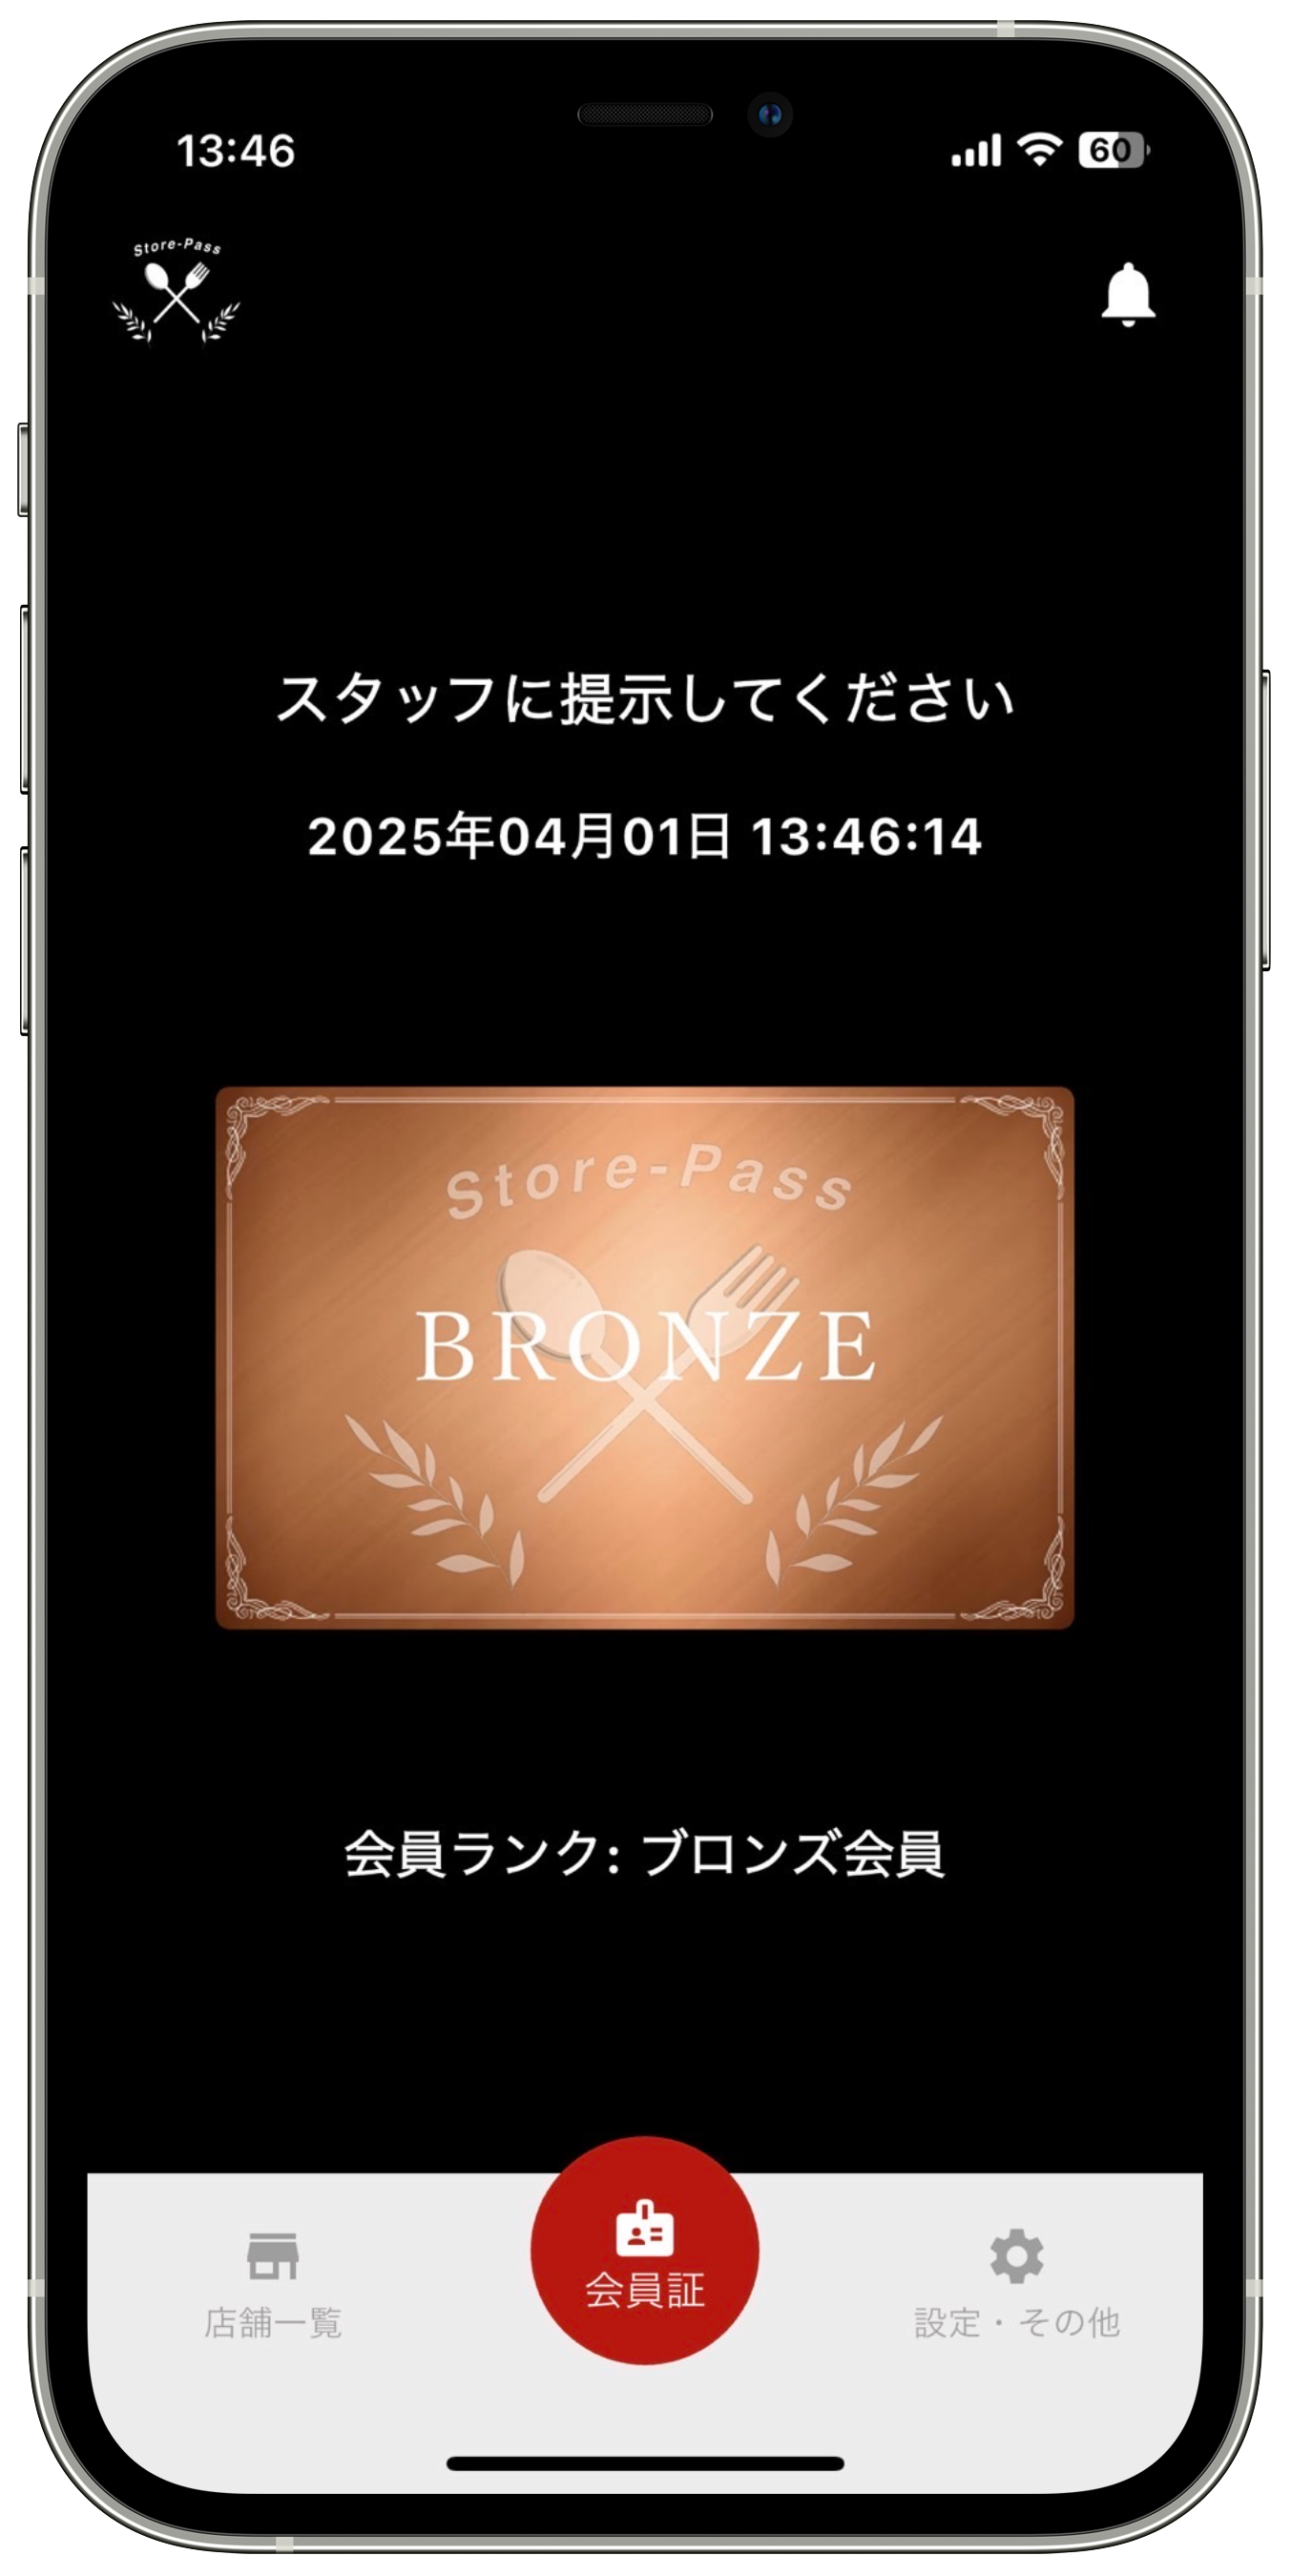 13:46
60
Store-Pass
スタッフに提示してください
2025年04月01日 13:46:14
Store-Pass
BRONZE
会員ランク: ブロンズ会員
店舗一覧
会員証
設定・その他